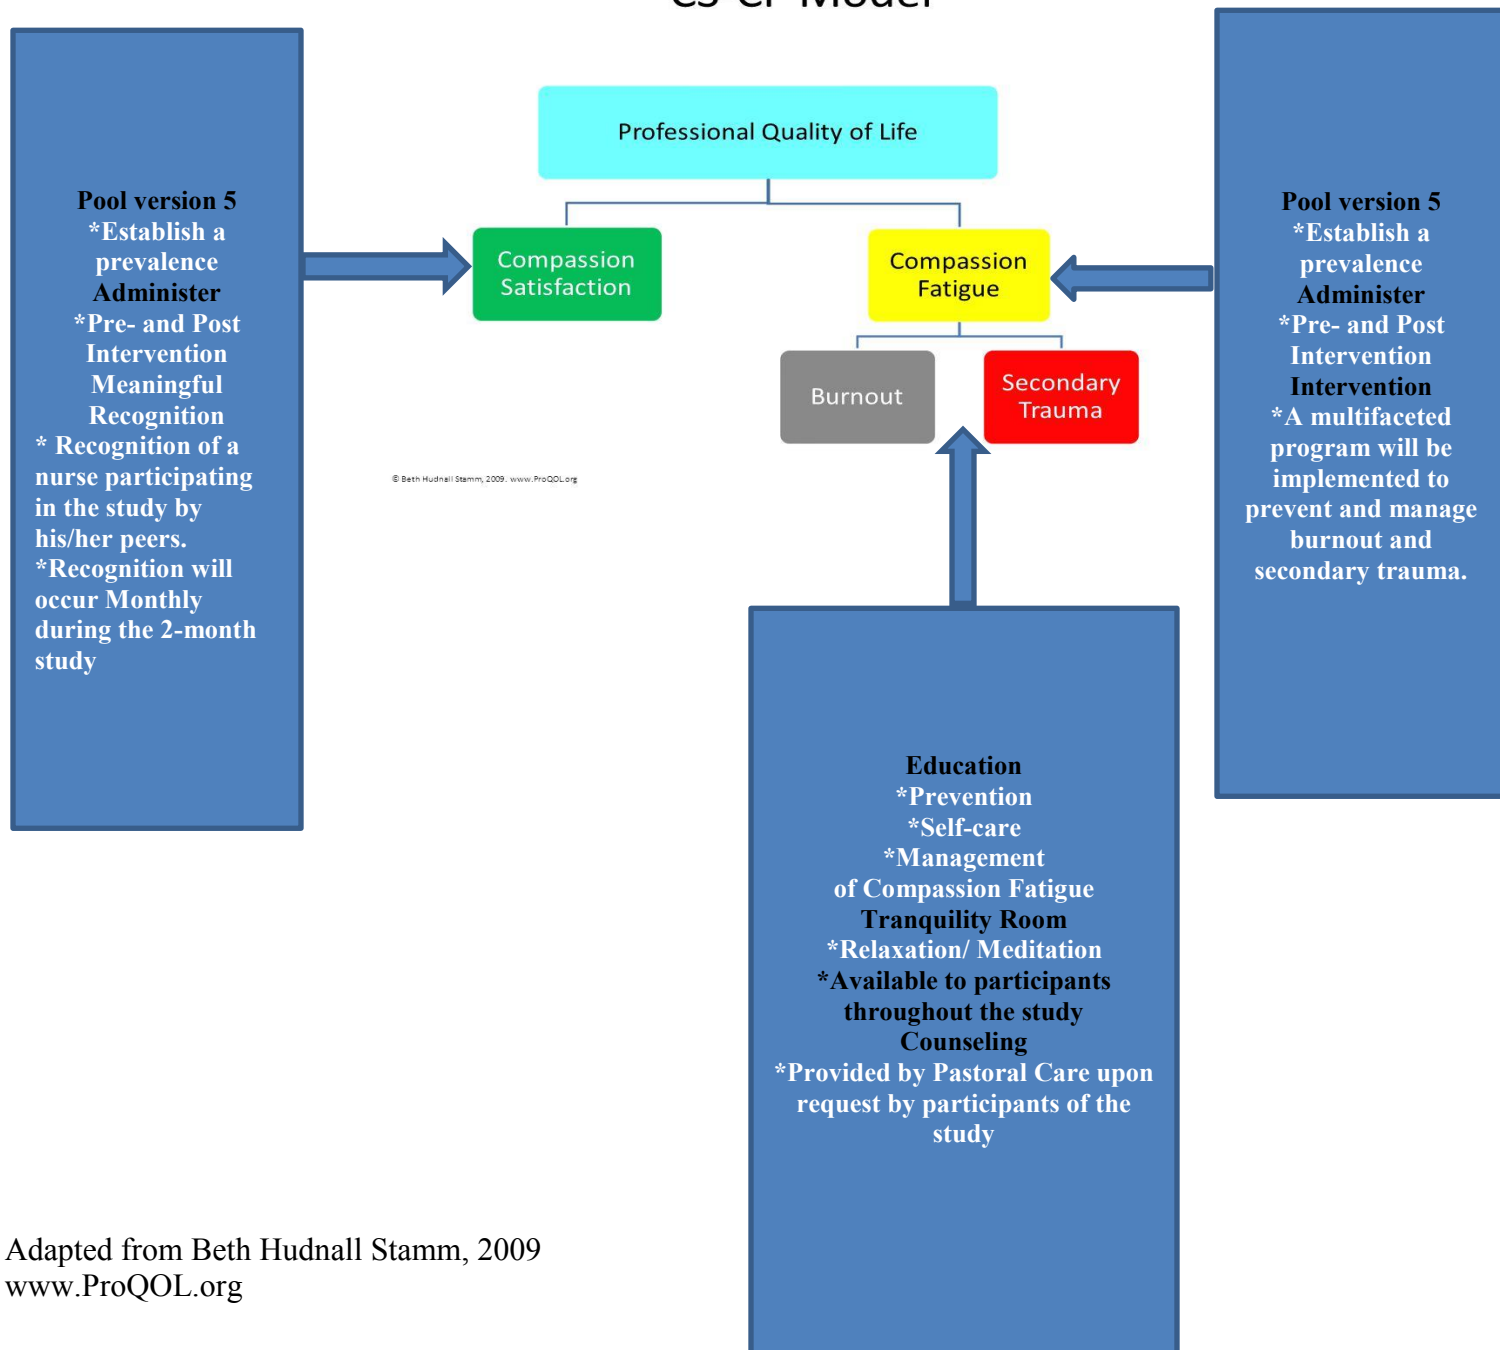 CS-CF Model
Professional Quality of Life
Compassion
Satisfaction
Compassion
Fatigue
Burnout
Secondary
Trauma
© Beth Hudnall Stamm, 2009. www.ProQOL.org
Pool version 5
*Establish a
prevalence
Administer
*Pre- and Post
Intervention
Meaningful
Recognition
* Recognition of a
nurse participating
in the study by
his/her peers.
*Recognition will
occur Monthly
during the 2-month
study
Pool version 5
*Establish a
prevalence
Administer
*Pre- and Post
Intervention
Intervention
*A multifaceted
program will be
implemented to
prevent and manage
burnout and
secondary trauma.
Education
*Prevention
*Self-care
*Management
of Compassion Fatigue
Tranquility Room
*Relaxation/ Meditation
*Available to participants
throughout the study
Counseling
*Provided by Pastoral Care upon
request by participants of the
study
Adapted from Beth Hudnall Stamm, 2009
www.ProQOL.org